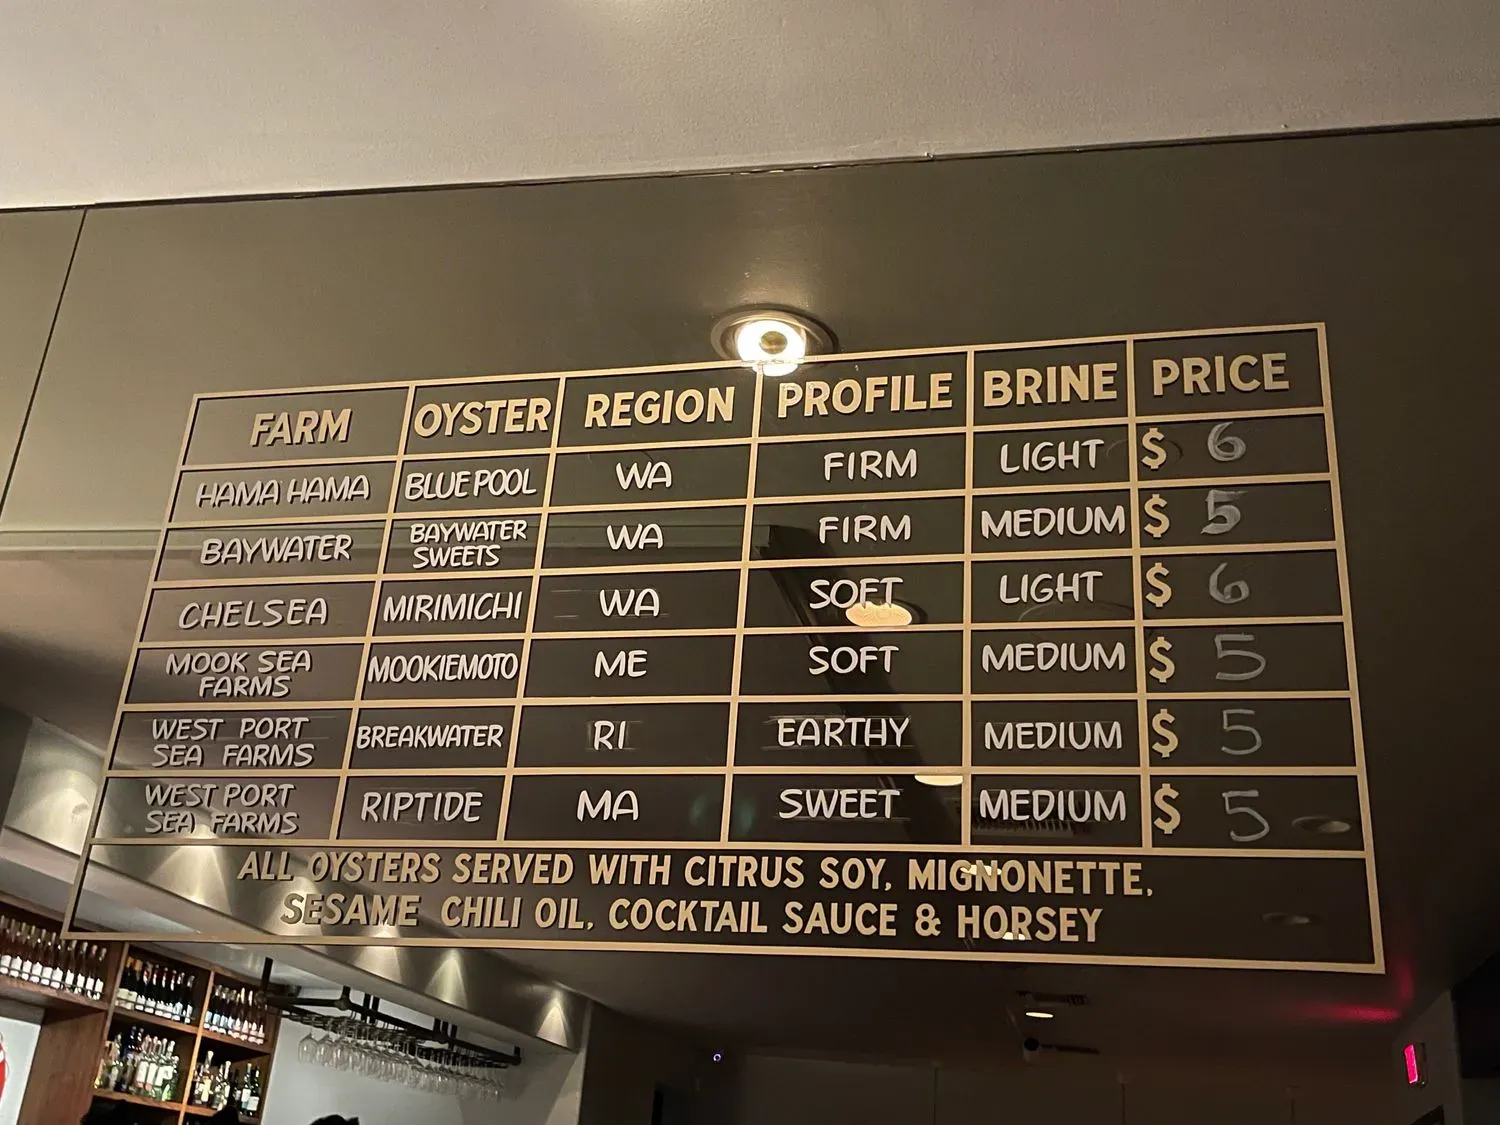 FARM OYSTER REGION PROFILE BRINE PRICE
HAMA HAMA BLUE POOL WA FIRM LIGHT $ 6
BAYWATER BAYWATER SWEETS WA FIRM MEDIUM $ 5
CHELSEA MIRIMICHI WA SOFT LIGHT $ 6
MOOK SEA FARMS MOOKIEMOTO ME SOFT MEDIUM $ 5
WEST PORT SEA FARMS BREAKWATER RI EARTHY MEDIUM $ 5
WEST PORT SEA FARMS RIPTIDE MA SWEET MEDIUM $ 5
ALL OYSTERS SERVED WITH CITRUS SOY, MIGNONETTE,
SESAME CHILI OIL, COCKTAIL SAUCE & HORSEY